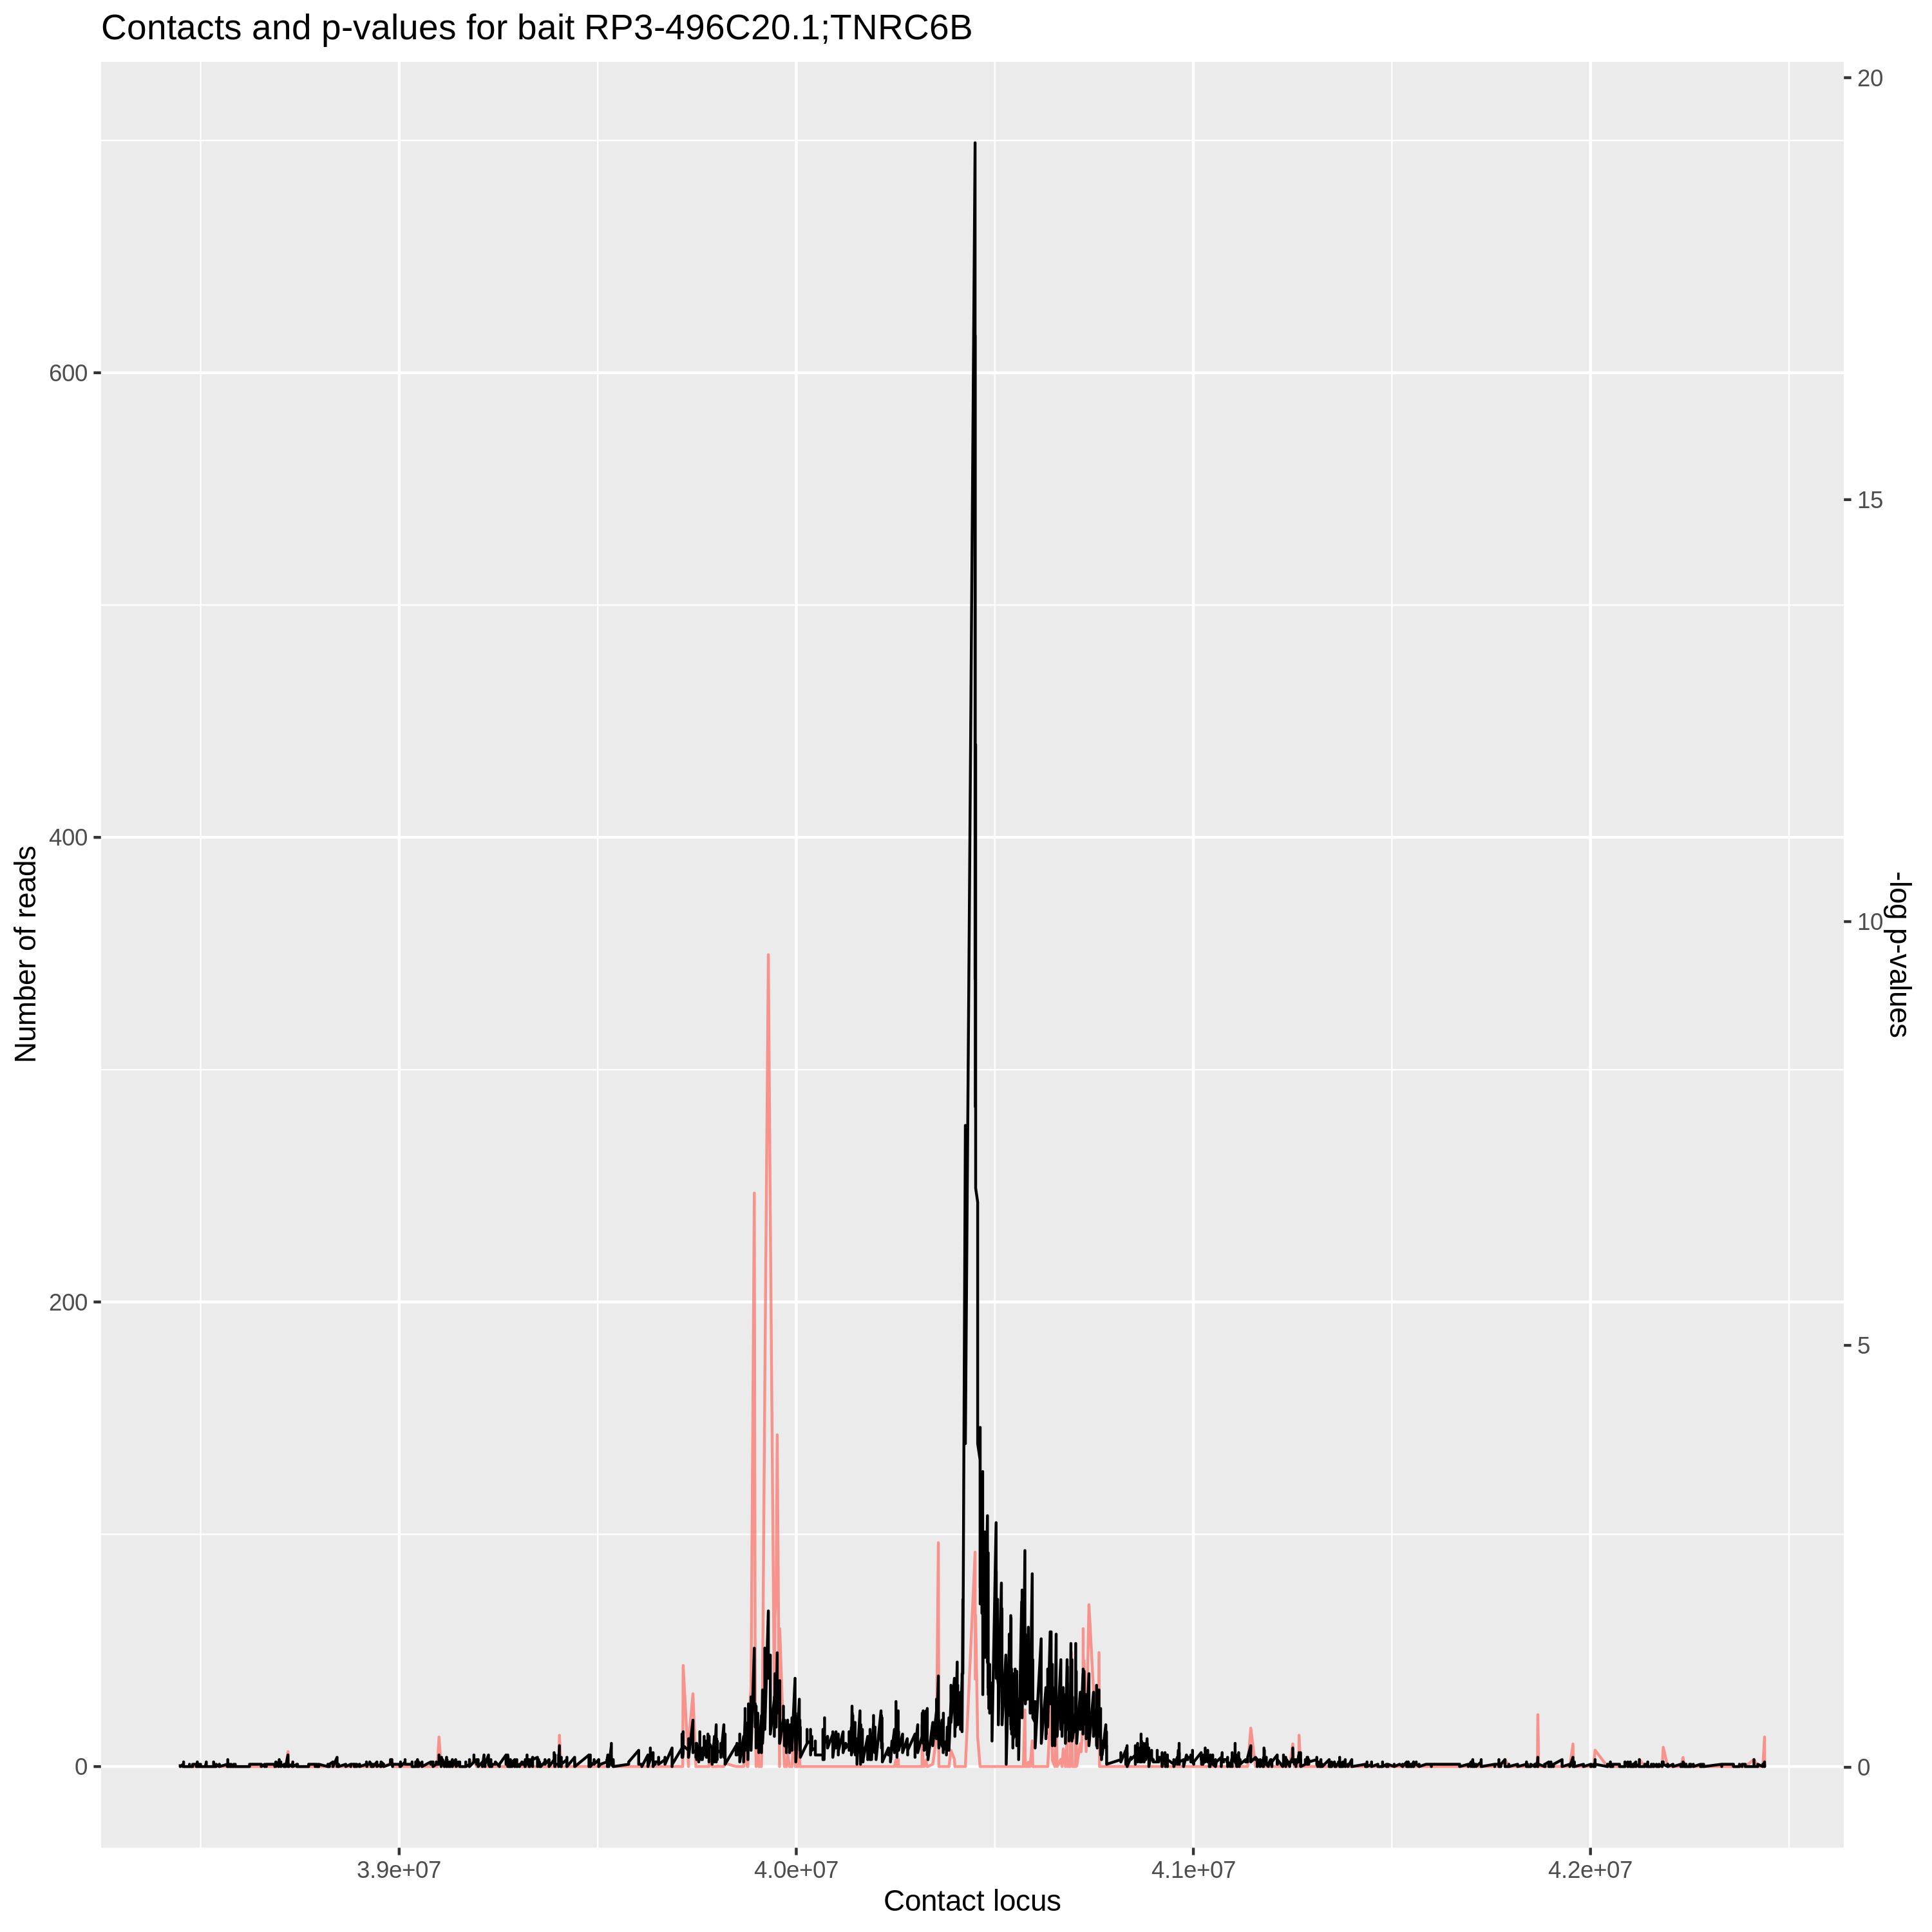 Contacts and p-values for bait RP3-496C20.1;TNRC6B
Number of reads
600
400
200
0
20
15
10
5
0
-log p-values
3.9e+07
4.0e+07
4.1e+07
4.2e+07
Contact locus